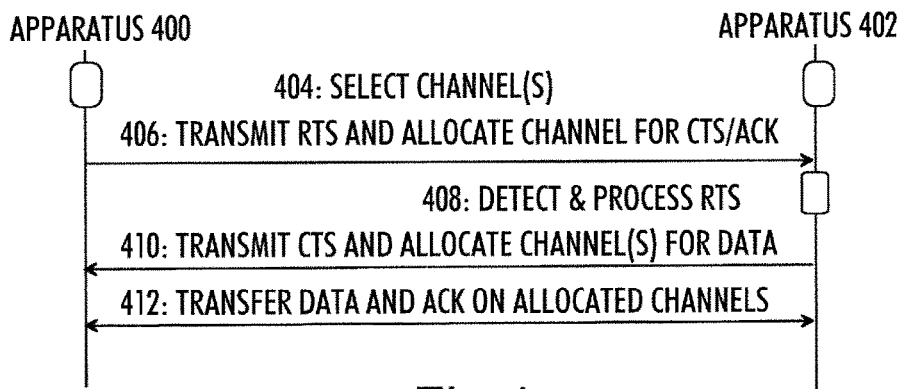 APPARATUS 400
APPARATUS 402
404: SELECT CHANNEL(S)
406: TRANSMIT RTS AND ALLOCATE CHANNEL FOR CTS/ACK
408: DETECT & PROCESS RTS
410: TRANSMIT CTS AND ALLOCATE CHANNEL(S) FOR DATA
412: TRANSFER DATA AND ACK ON ALLOCATED CHANNELS